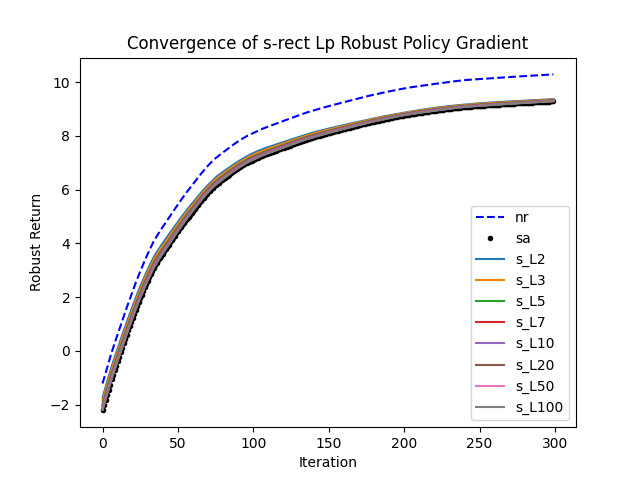 Convergence of s-rect Lp Robust Policy Gradient
Robust Return
10
8
6
4
2
0
−2
nr
sa
s_L2
s_L3
s_L5
s_L7
s_L10
s_L20
s_L50
s_L100
0 50 100 150 200 250 300
Iteration